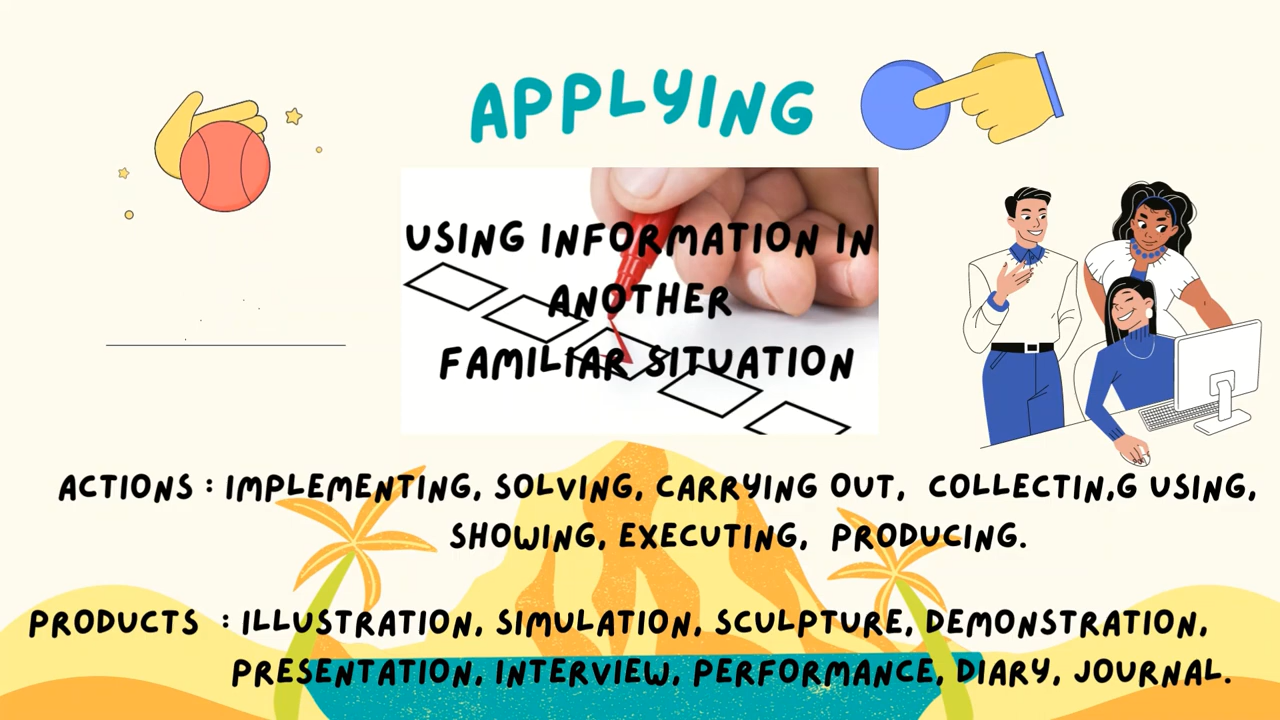 APPLYING
USING INFORMATION IN
ANOTHER
FAMILIAR SITUATION
ACTIONS : IMPLEMENTING, SOLVING, CARRYING OUT, COLLECTIN,G USING,
SHOWING, EXECUTING, PRODUCING.
PRODUCTS : ILLUSTRATION, SIMULATION, SCULPTURE, DEMONSTRATION,
PRESENTATION, INTERVIEW, PERFORMANCE, DIARY, JOURNAL.